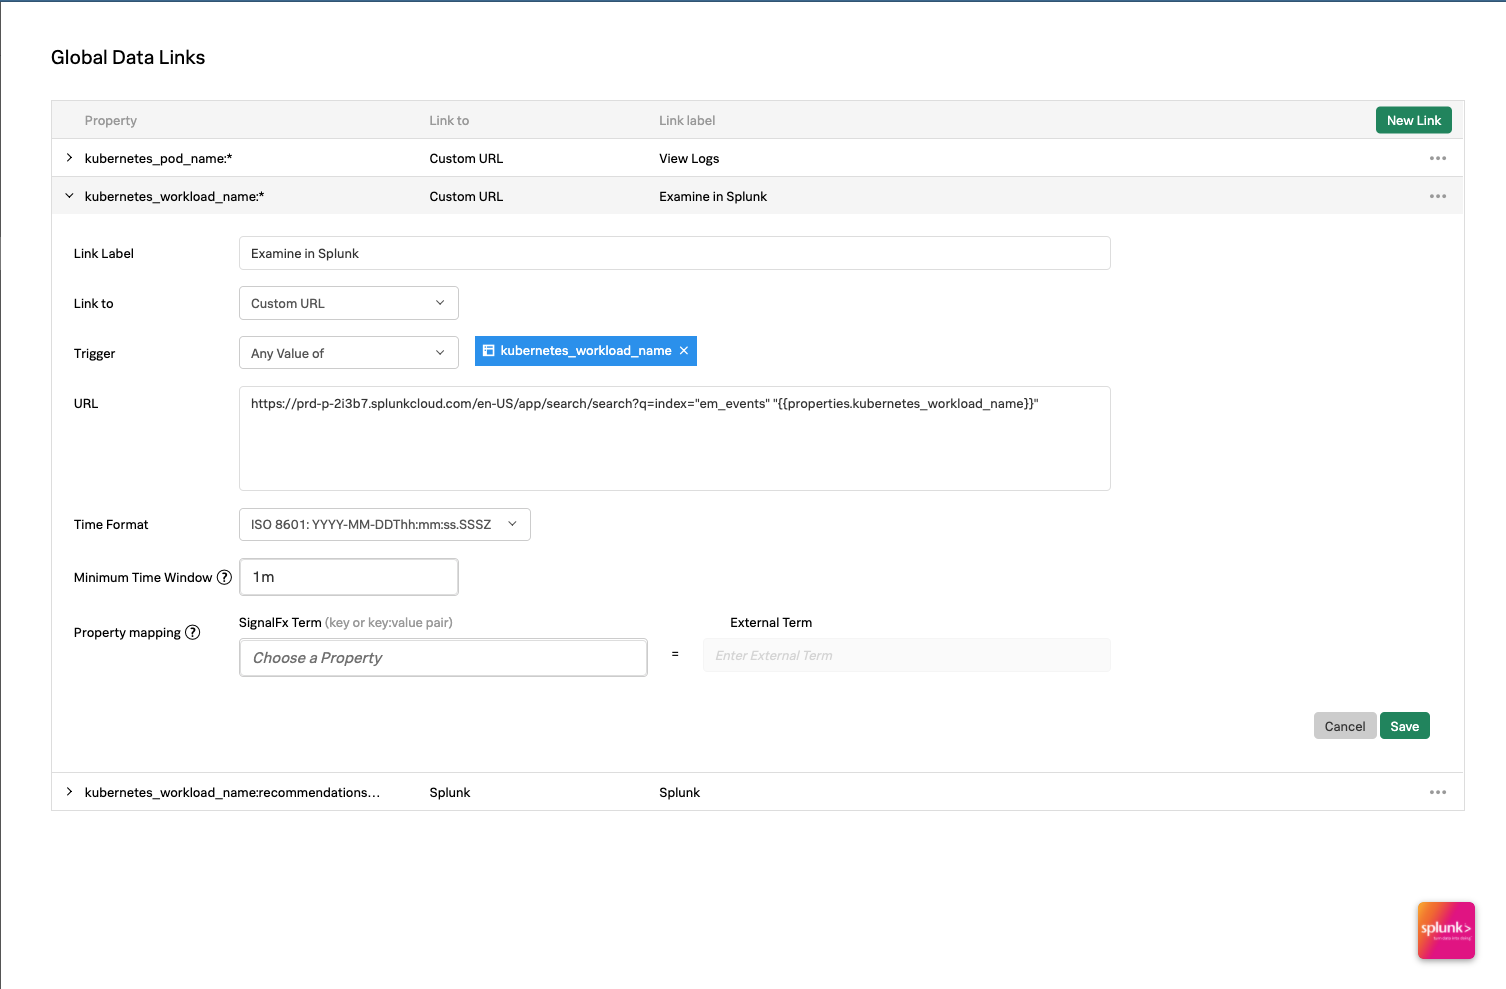 Global Data Links
Property Link to Link label New Link
kubernetes_pod_name:* Custom URL View Logs
kubernetes_workload_name:* Custom URL Examine in Splunk
Link Label Examine in Splunk
Link to Custom URL
Trigger Any Value of kubernetes_workload_name
URL https://prd-p-2i3b7.splunkcloud.com/en-US/app/search/search?q=index="em_events" "{{properties.kubernetes_workload_name}}"
Time Format ISO 8601: YYYY-MM-DDThh:mm:ss.SSSZ
Minimum Time Window ? 1m
SignalFx Term (key or key:value pair) External Term
Property mapping ? Choose a Property = Enter External Term
Cancel Save
kubernetes_workload_name:recommendations... Splunk Splunk
splunk>